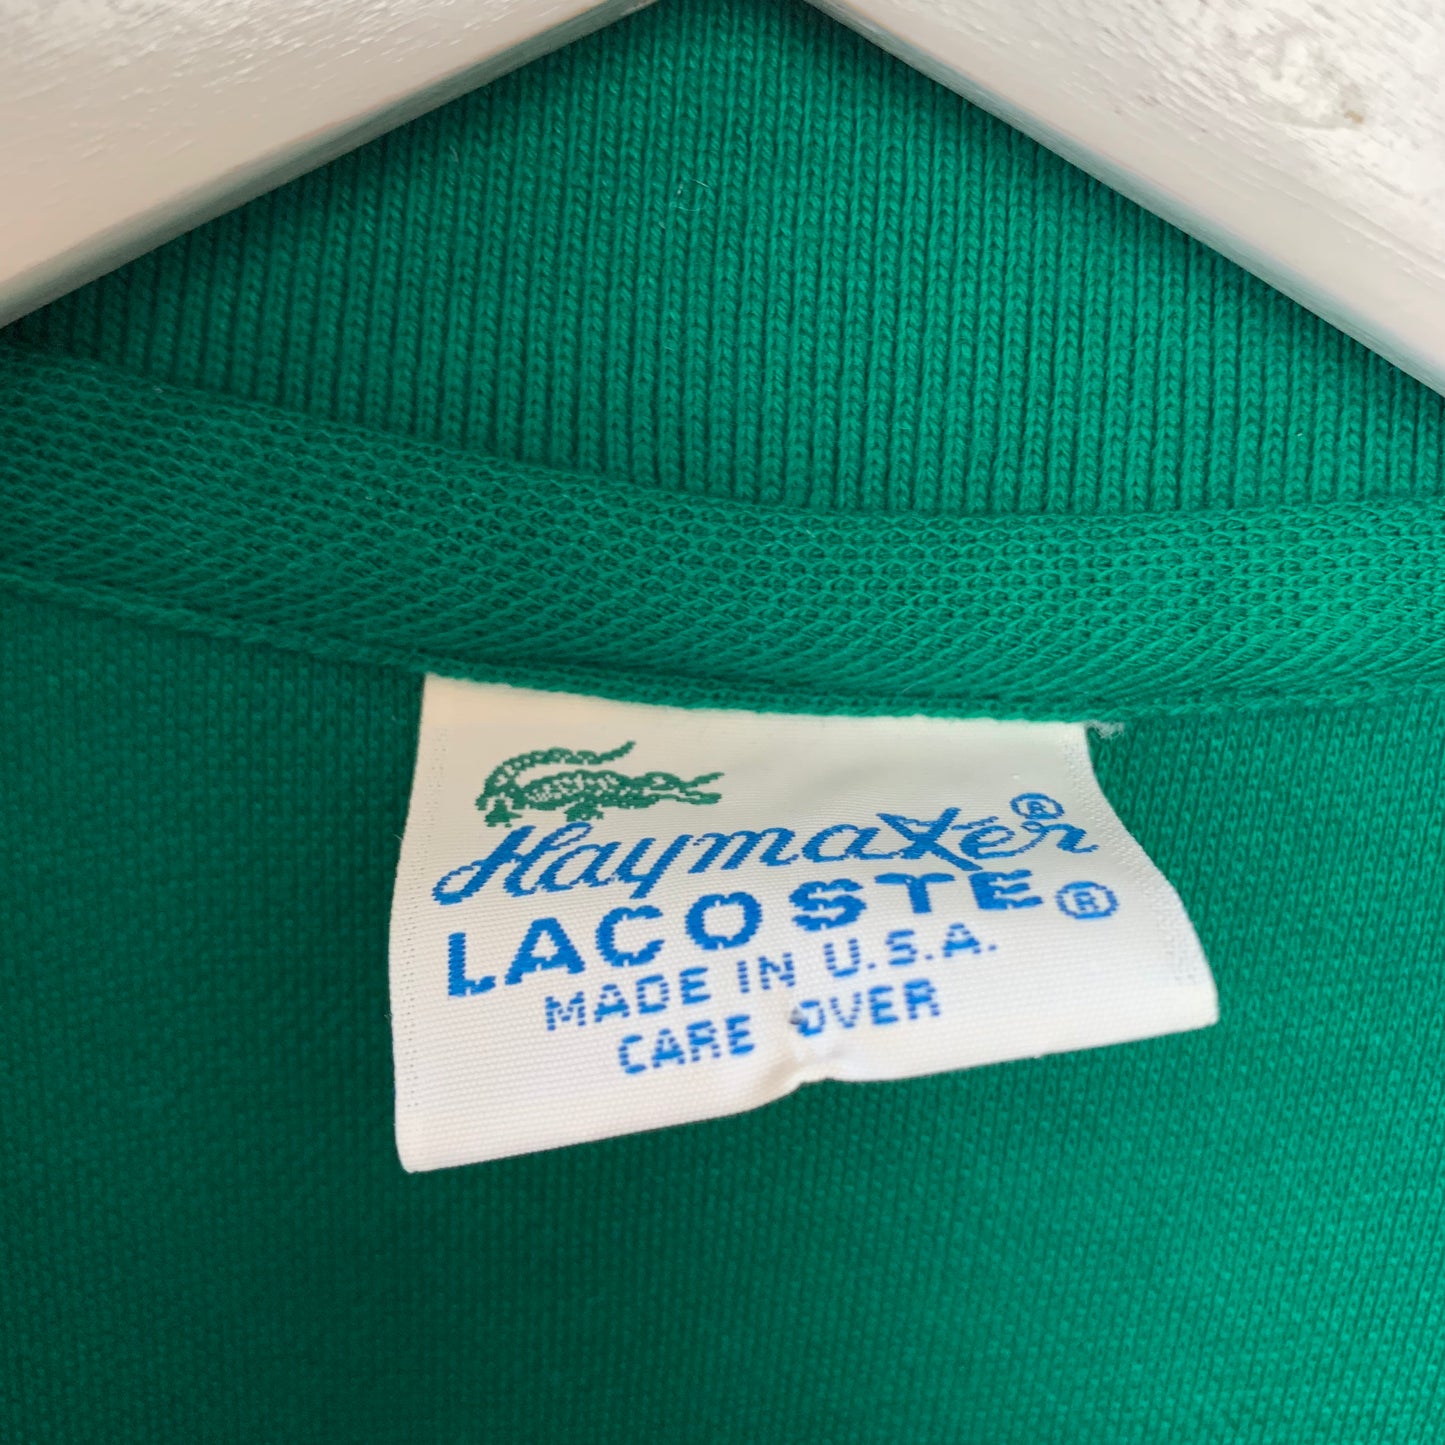 Haymaker®
LACOSTE®
MADE IN U.S.A.
CARE OVER